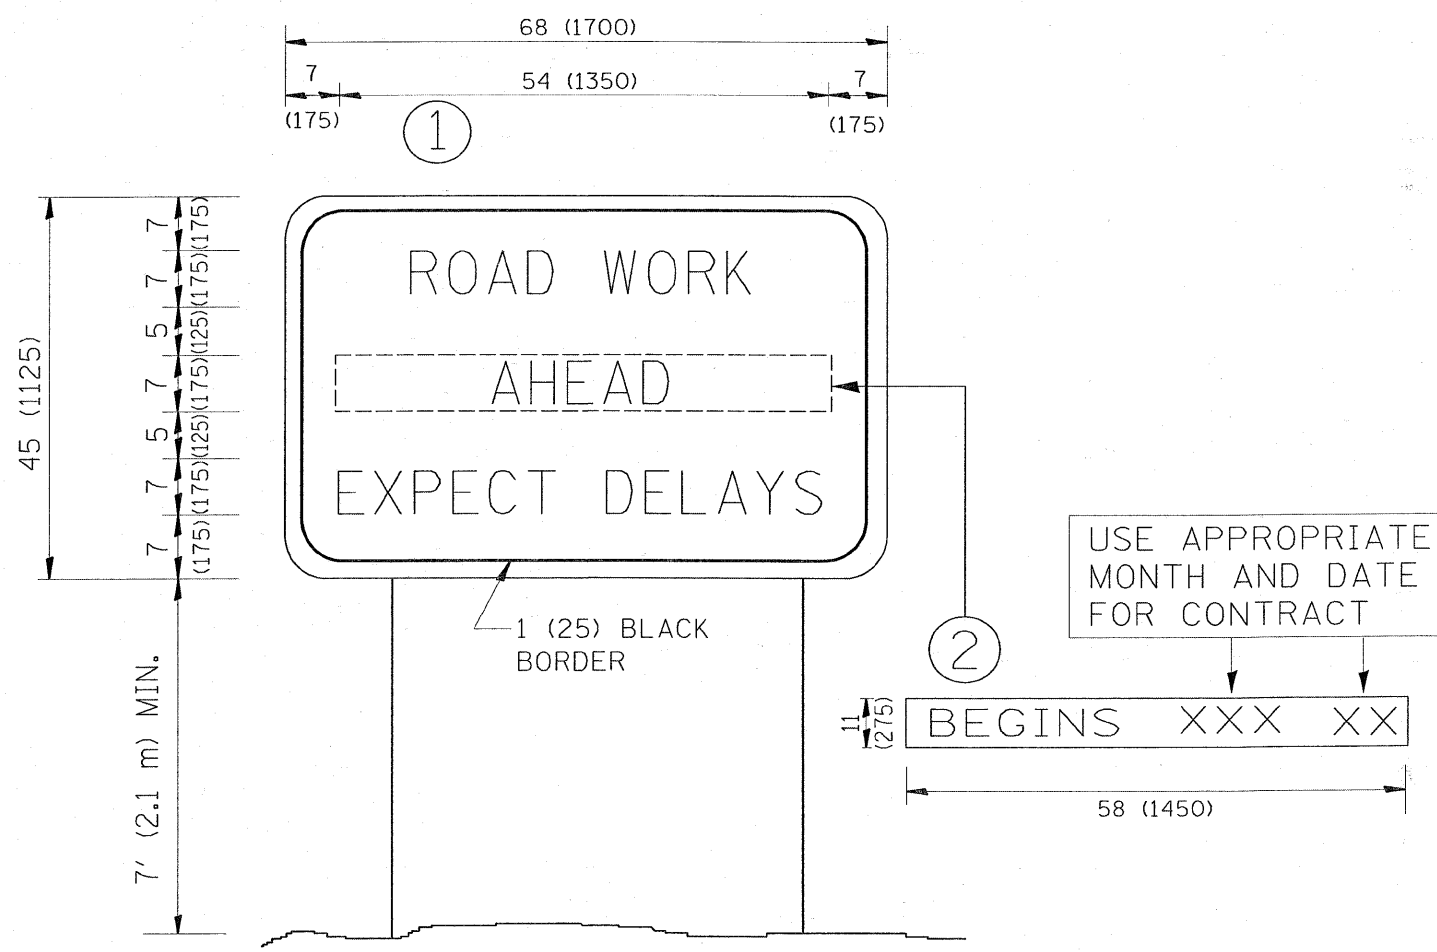 68 (1700)
7
54 (1350)
7
(175)
(175)
1
45 (1125)
7
(175)
7
(175)
5
(125)
7
(175)
5
(125)
7
(175)
7
(175)
ROAD WORK
AHEAD
EXPECT DELAYS
1 (25) BLACK
BORDER
7' (2.1 m) MIN.
USE APPROPRIATE
MONTH AND DATE
FOR CONTRACT
2
11
(275)
BEGINS XXX XX
58 (1450)